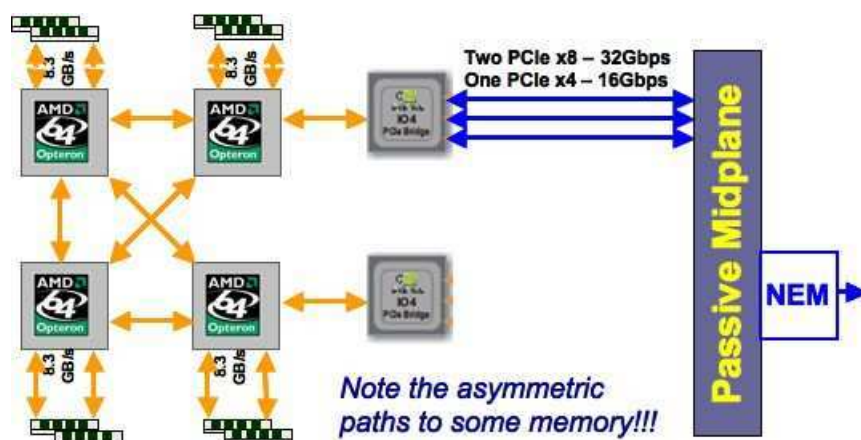 8.3
GB/s
8.3
GB/s
Two PCIe x8 – 32Gbps
One PCIe x4 – 16Gbps
AMD
64
Opteron
AMD
64
Opteron
IO4
PCIe Bridge
Passive Midplane
AMD
64
Opteron
AMD
64
Opteron
IO4
PCIe Bridge
NEM
8.3
GB/s
8.3
GB/s
Note the asymmetric
paths to some memory!!!